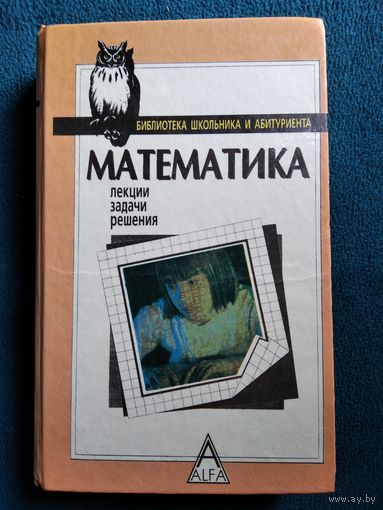 БИБЛИОТЕКА ШКОЛЬНИКА И АБИТУРИЕНТА
МАТЕМАТИКА
лекции
задачи
решения
A
ALFA
© www.ay.by